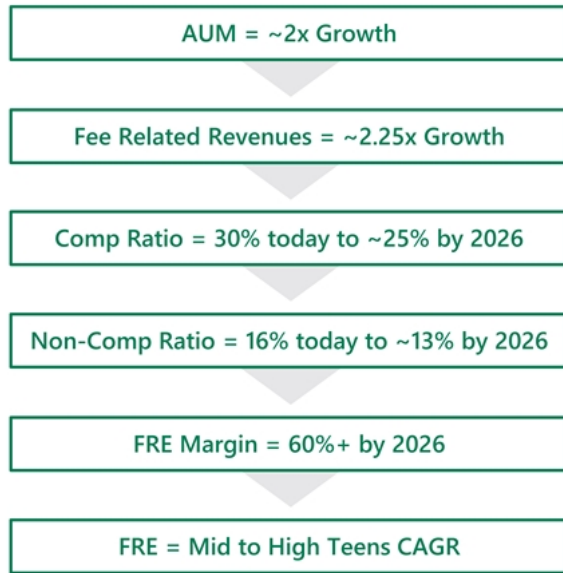 AUM = ~2x Growth
Fee Related Revenues = ~2.25x Growth
Comp Ratio = 30% today to ~25% by 2026
Non-Comp Ratio = 16% today to ~13% by 2026
FRE Margin = 60%+ by 2026
FRE = Mid to High Teens CAGR